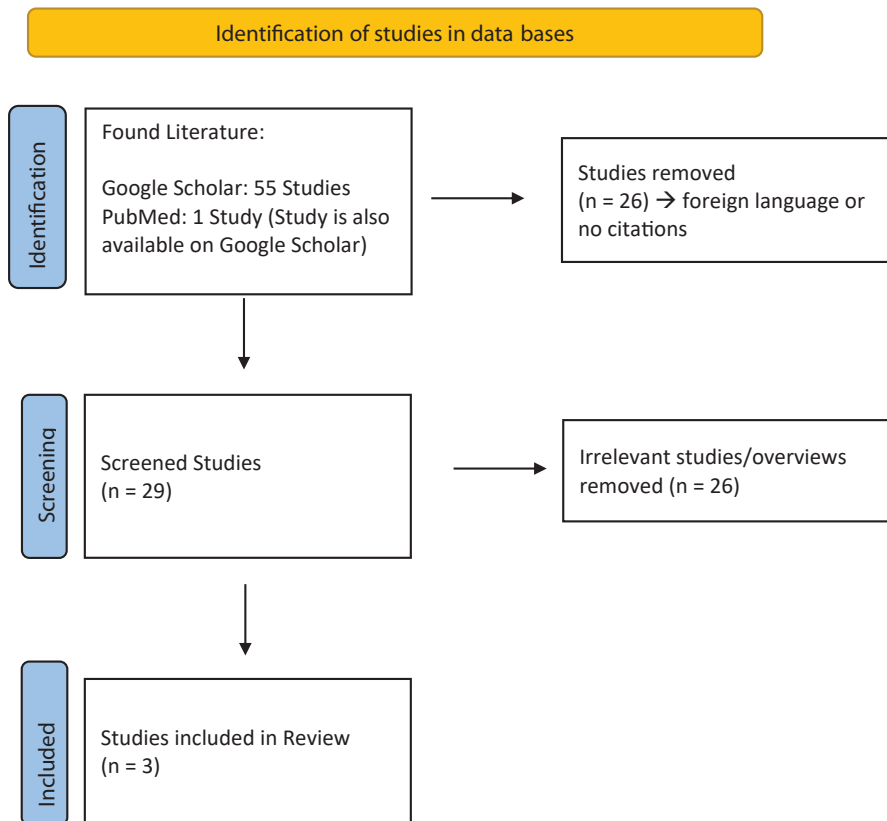 Identification of studies in data bases
Identification
Found Literature:
Google Scholar: 55 Studies
PubMed: 1 Study (Study is also
available on Google Scholar)
Studies removed
(n = 26) → foreign language or
no citations
Screening
Screened Studies
(n = 29)
Irrelevant studies/overviews
removed (n = 26)
Included
Studies included in Review
(n = 3)